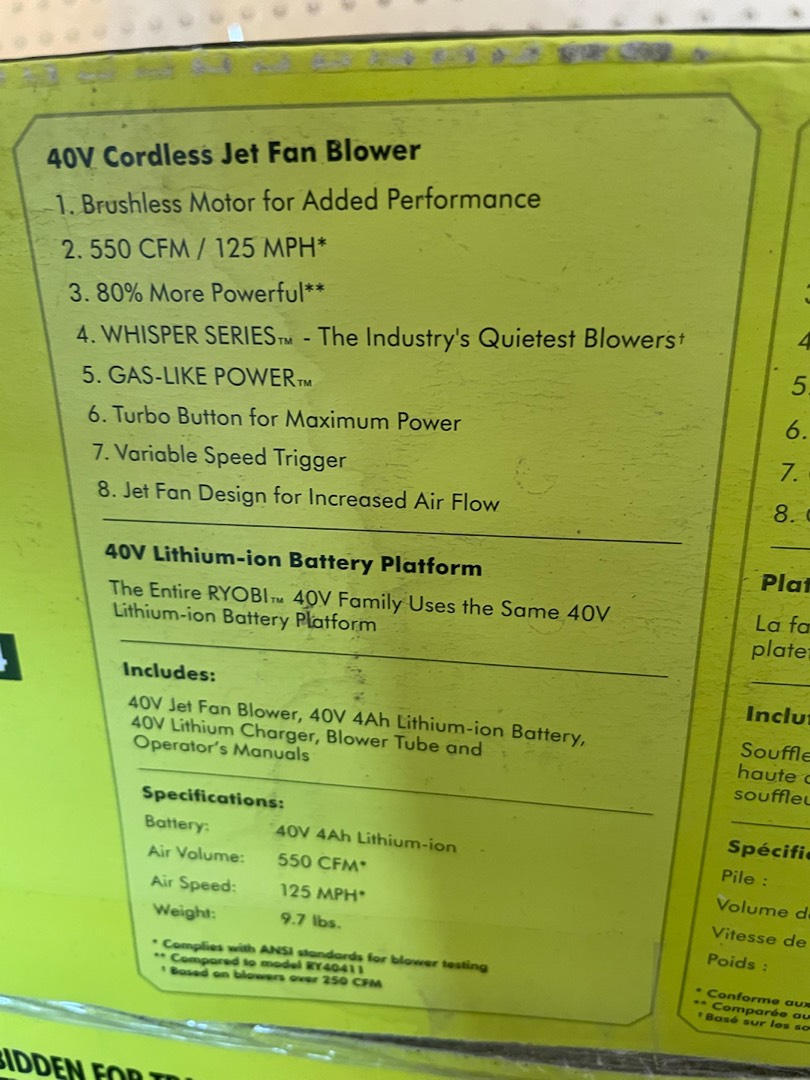 40V Cordless Jet Fan Blower
1. Brushless Motor for Added Performance
2. 550 CFM / 125 MPH*
3. 80% More Powerful**
4. WHISPER SERIES™ - The Industry's Quietest Blowers†
5. GAS-LIKE POWER™
6. Turbo Button for Maximum Power
7. Variable Speed Trigger
8. Jet Fan Design for Increased Air Flow
40V Lithium-ion Battery Platform
The Entire RYOBI™ 40V Family Uses the Same 40V
Lithium-ion Battery Platform
Includes:
40V Jet Fan Blower, 40V 4Ah Lithium-ion Battery,
40V Lithium Charger, Blower Tube and
Operator's Manuals
Specifications:
Battery: 40V 4Ah Lithium-ion
Air Volume: 550 CFM*
Air Speed: 125 MPH*
Weight: 9.7 lbs.
* Complies with ANSI standards for blower testing
** Compared to model RY40411
† Based on blowers over 250 CFM
4
5.
6.
7.
8.
La
Souffle
haute
Pile :
Volume
Vitesse de
Poids :
* Conforme aux
** Comparée au
† Basé sur les
FOR